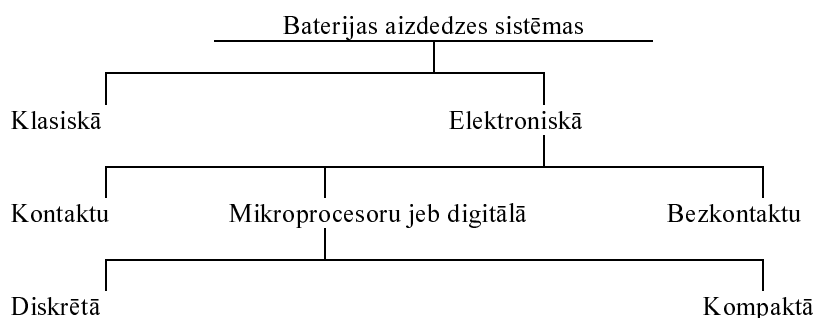 Baterijas aizdedzes sistēmas
Klasiskā Elektroniskā
Kontaktu Mikroprocesoru jeb digitālā Bezkontaktu
Diskrētā Kompaktā